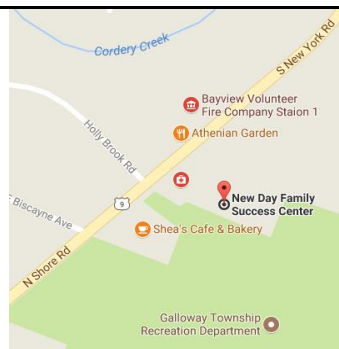 Cordery Creek
S New York Rd
Bayview Volunteer
Fire Company Staion 1
Athenian Garden
Holly Brook Rd
New Day Family
Success Center
9
E Biscayne Ave
Shea's Cafe & Bakery
N Shore Rd
Galloway Township
Recreation Department